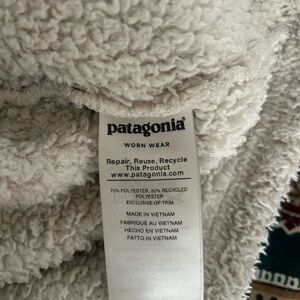 patagonia®
WORN WEAR
Repair, Reuse, Recycle
This Product
www.patagonia.com
70% POLYESTER, 30% RECYCLED
POLYESTER
EXCLUSIVE OF TRIM
MADE IN VIETNAM
FABRIQUÉ AU VIETNAM
HECHO EN VIETNAM
FATTO IN VIETNAM